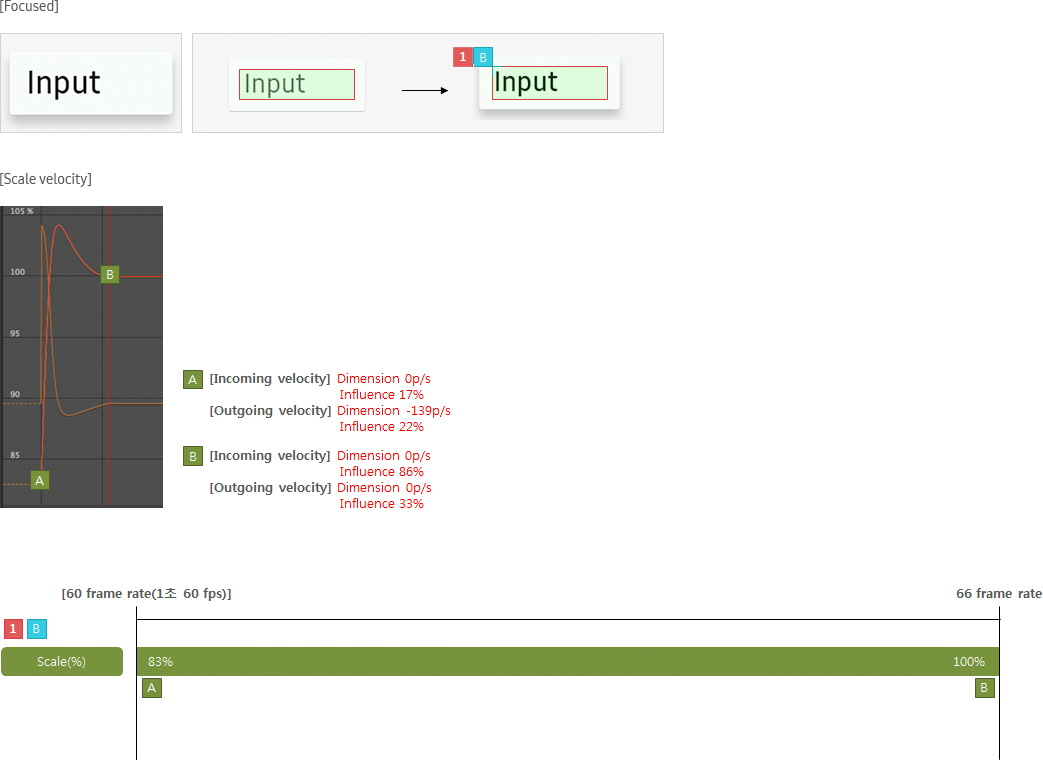 [Focused]
Input
Input
1 B
Input
[Scale velocity]
105 %
100
B
95
90
85
A
A [Incoming velocity] Dimension 0p/s
Influence 17%
[Outgoing velocity] Dimension -139p/s
Influence 22%
B [Incoming velocity] Dimension 0p/s
Influence 86%
[Outgoing velocity] Dimension 0p/s
Influence 33%
[60 frame rate(1초 60 fps)]
66 frame rate
1 B
Scale(%)
83%
100%
A
B